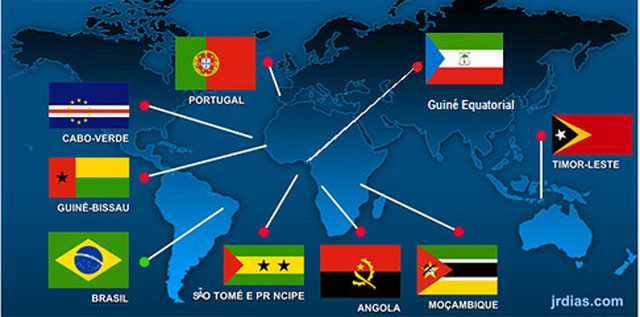 PORTUGAL
Guiné Equatorial
CABO-VERDE
TIMOR-LESTE
GUINÉ-BISSAU
BRASIL
SÃO TOMÉ E PR NCIPE
ANGOLA
MOÇAMBIQUE
jrdias.com